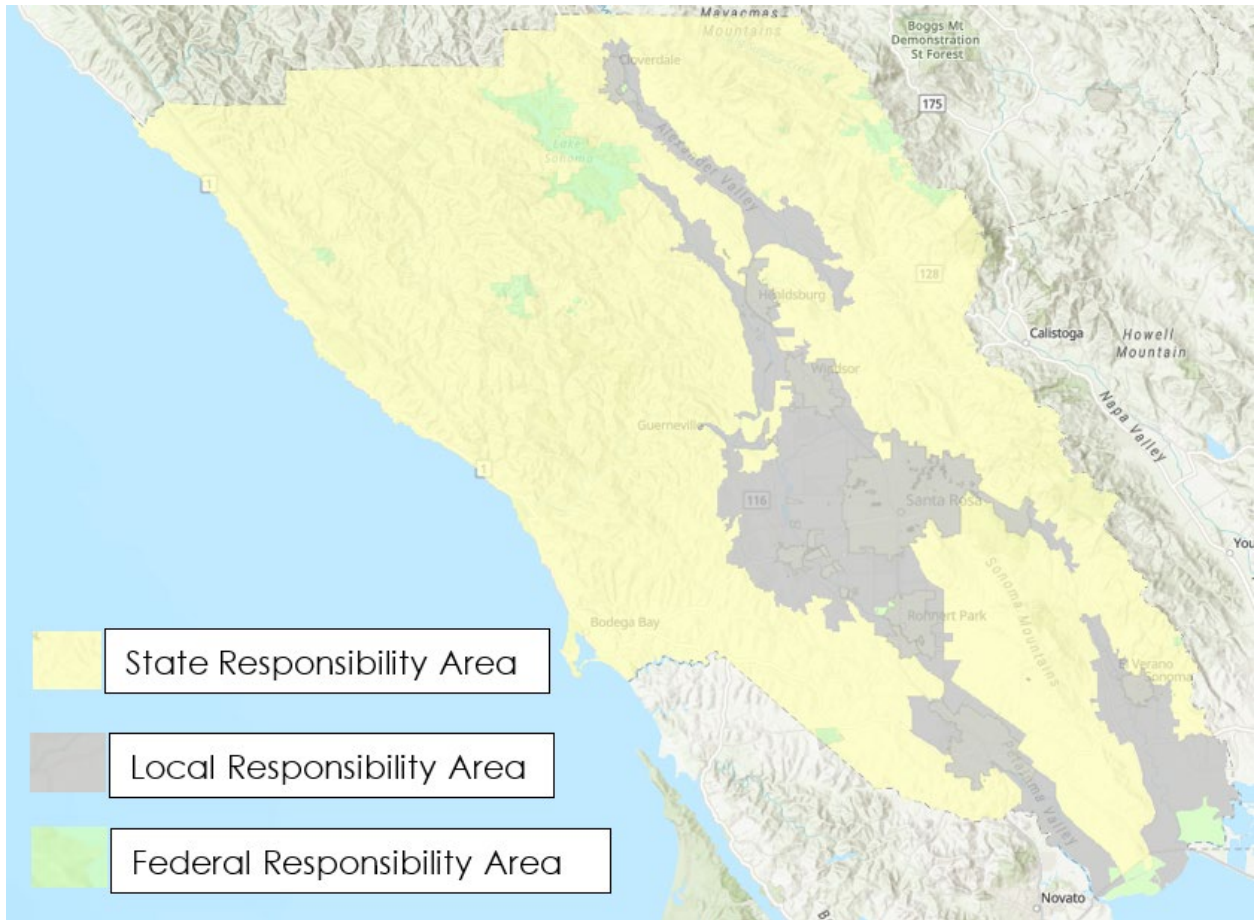 Mayacmas
Mountains
Boggs Mt
Demonstration
St Forest
Cloverdale
175
Lake
Sonoma
Alexander Valley
1
128
Healdsburg
Calistoga
Howell
Mountain
Windsor
Napa Valley
Guerneville
1
116
Santa Rosa
You
Sonoma Mountains
Rohnert Park
Bodega Bay
El Verano
Sonoma
Petaluma Valley
Novato
B
State Responsibility Area
Local Responsibility Area
Federal Responsibility Area